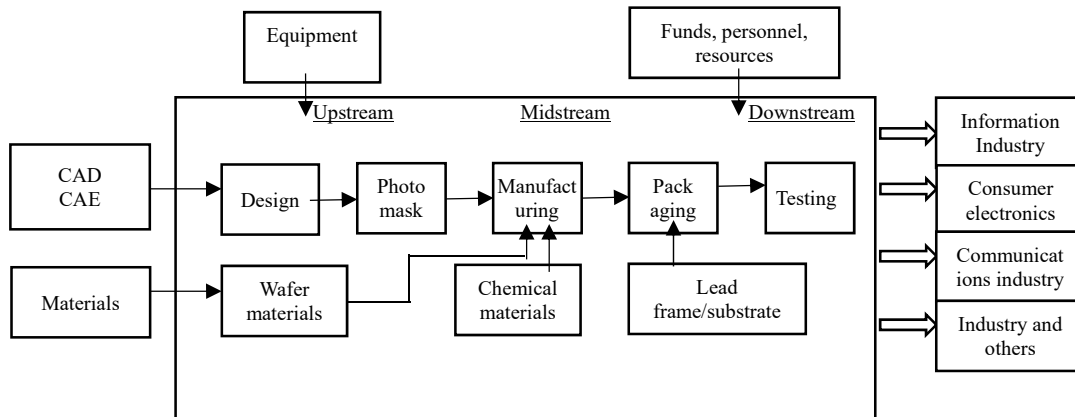 Equipment
Funds, personnel,
resources
Upstream
Midstream
Downstream
CAD
CAE
Design
Photo
mask
Manufact
uring
Pack
aging
Testing
Materials
Wafer
materials
Chemical
materials
Lead
frame/substrate
Information
Industry
Consumer
electronics
Communicat
ions industry
Industry and
others